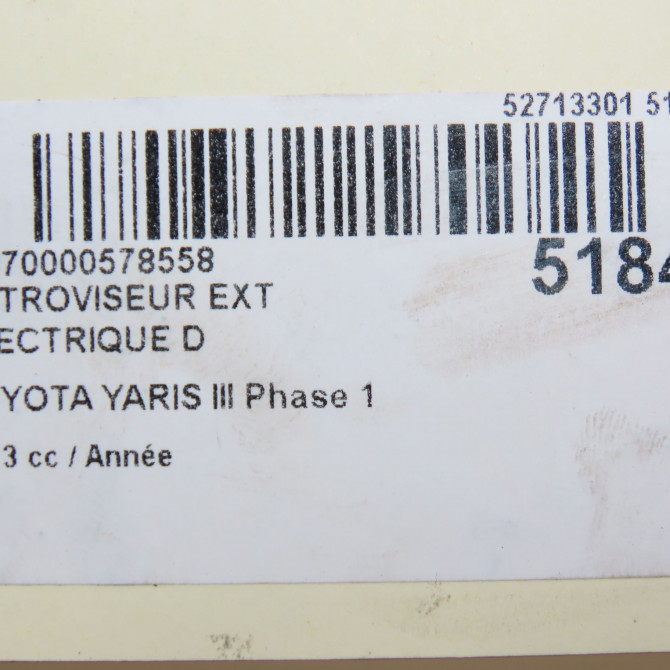 52713301 51
70000578558
5184
TROVISEUR EXT
ECTRIQUE D
YOTA YARIS III Phase 1
3 cc / Année